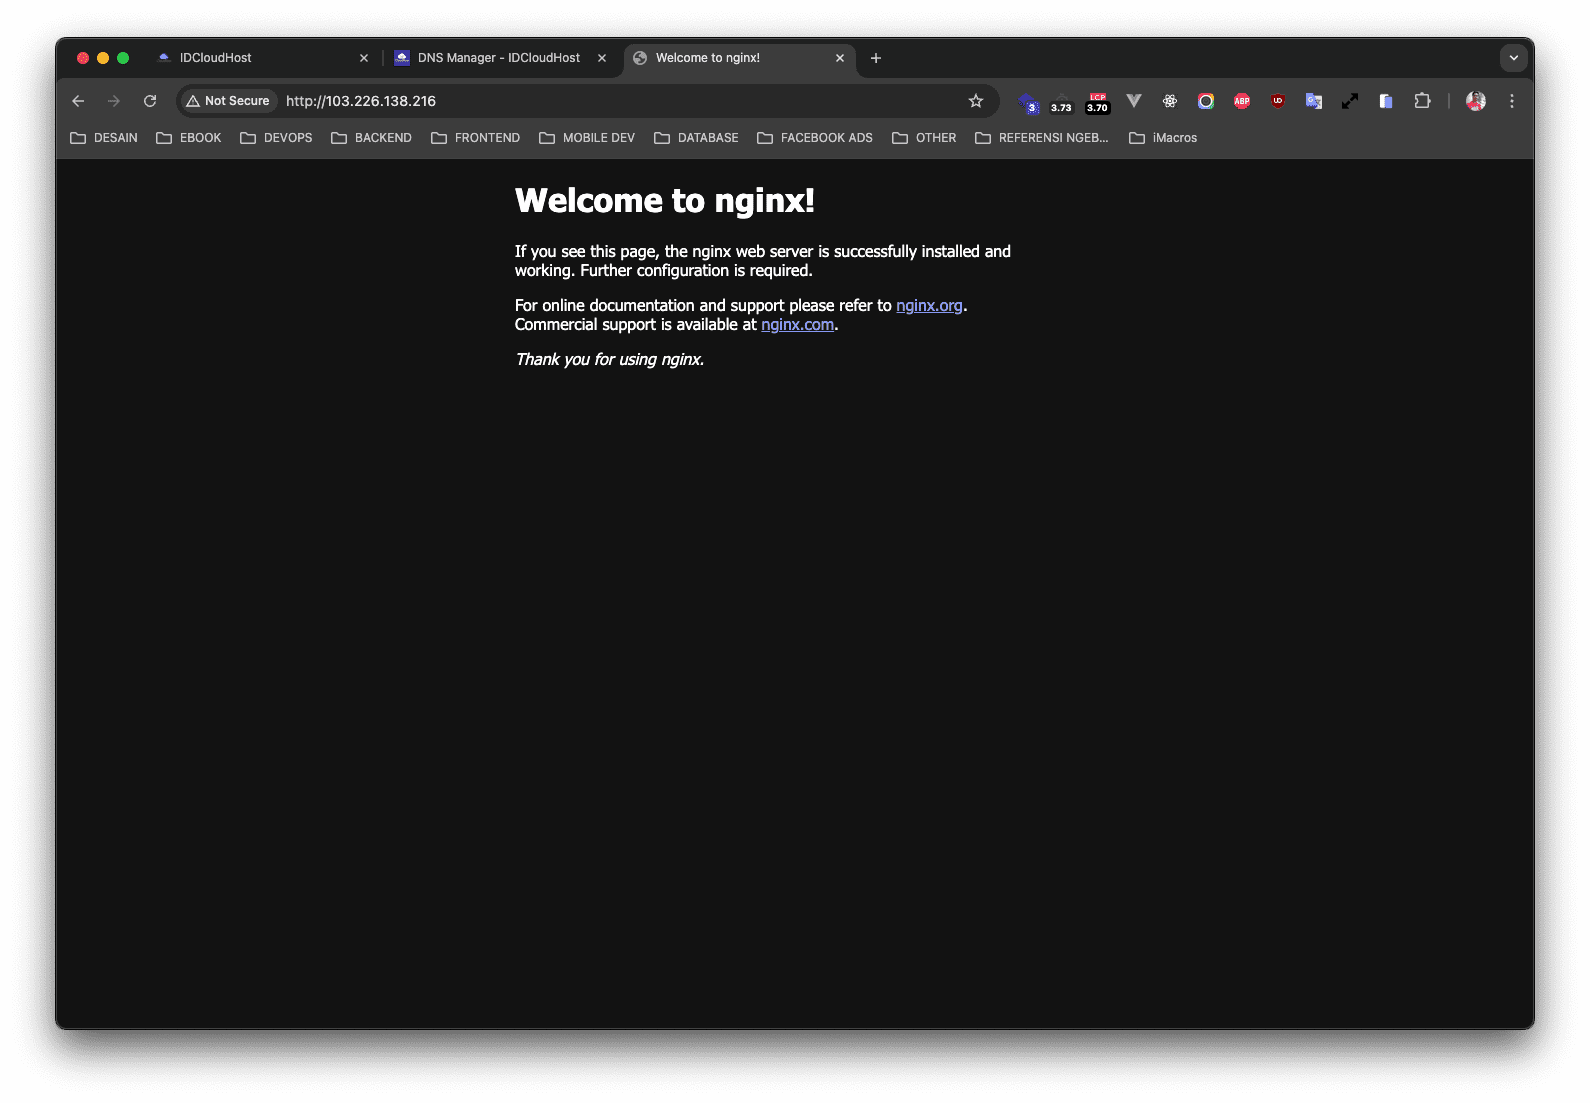 IDCloudHost
DNS Manager - IDCloudHost
Welcome to nginx!
Not Secure
http://103.226.138.216
3
3.73
LCP
3.70
ABP
UD
DESAIN
EBOOK
DEVOPS
BACKEND
FRONTEND
MOBILE DEV
DATABASE
FACEBOOK ADS
OTHER
REFERENSI NGEB...
iMacros
Welcome to nginx!
If you see this page, the nginx web server is successfully installed and
working. Further configuration is required.
For online documentation and support please refer to nginx.org.
Commercial support is available at nginx.com.
Thank you for using nginx.